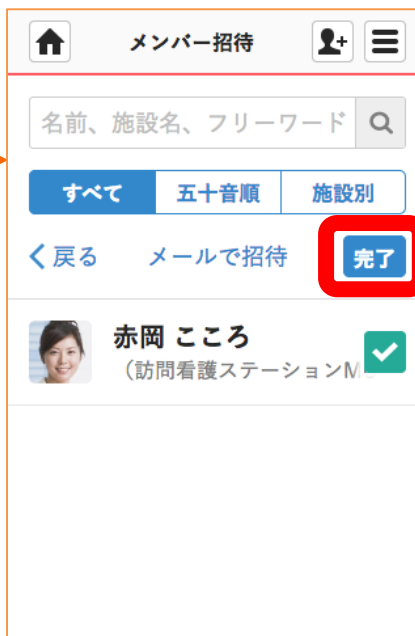 メンバー招待
名前、施設名、フリーワード
すべて 五十音順 施設別
戻る メールで招待 完了
赤岡 こころ
（訪問看護ステーションM